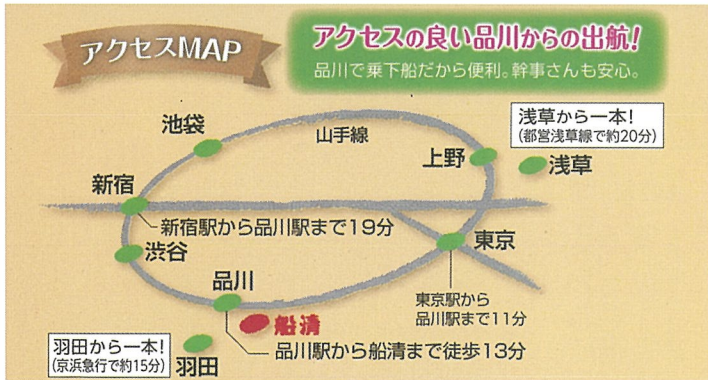 アクセスMAP
アクセスの良い品川からの出航!
品川で乗下船だから便利。幹事さんも安心。
浅草から一本!
(都営浅草線で約20分)
池袋
山手線
上野
浅草
新宿
新宿駅から品川駅まで19分
渋谷
東京
品川
東京駅から
品川駅まで11分
船清
品川駅から船清まで徒歩13分
羽田から一本!
(京浜急行で約15分)
羽田